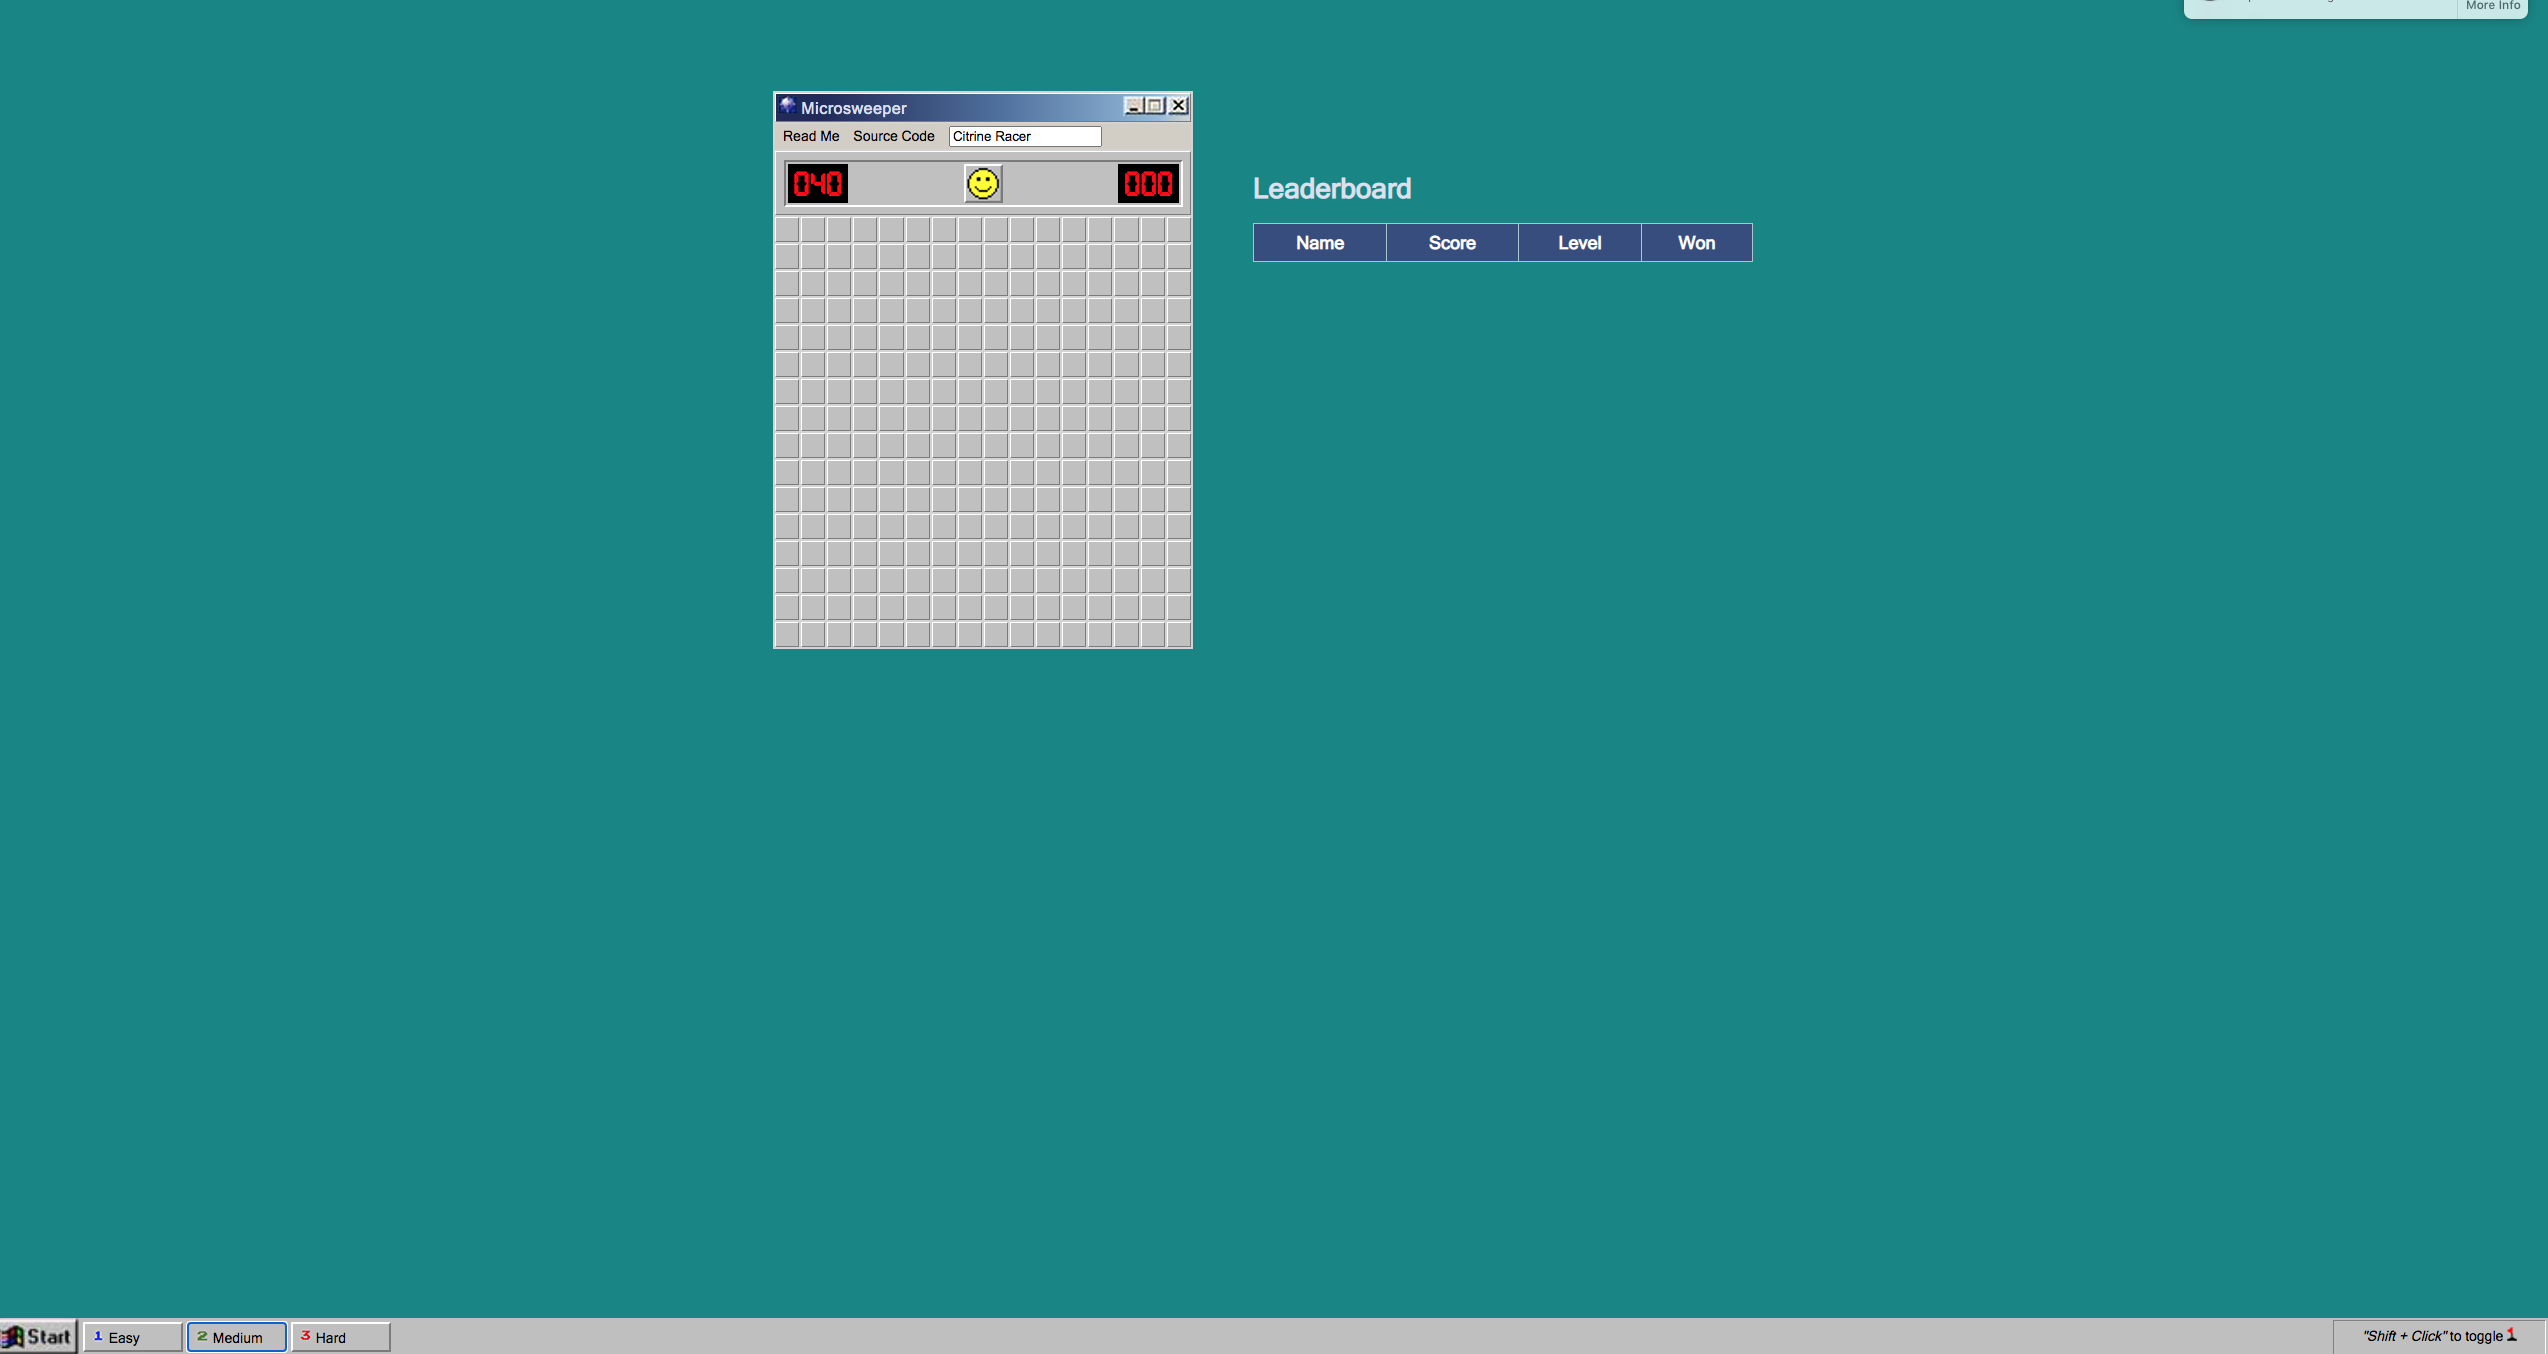 More Info
Microsweeper
Read Me Source Code Citrine Racer
040 000
Leaderboard
Name Score Level Won
Start 1 Easy 2 Medium 3 Hard "Shift + Click" to toggle